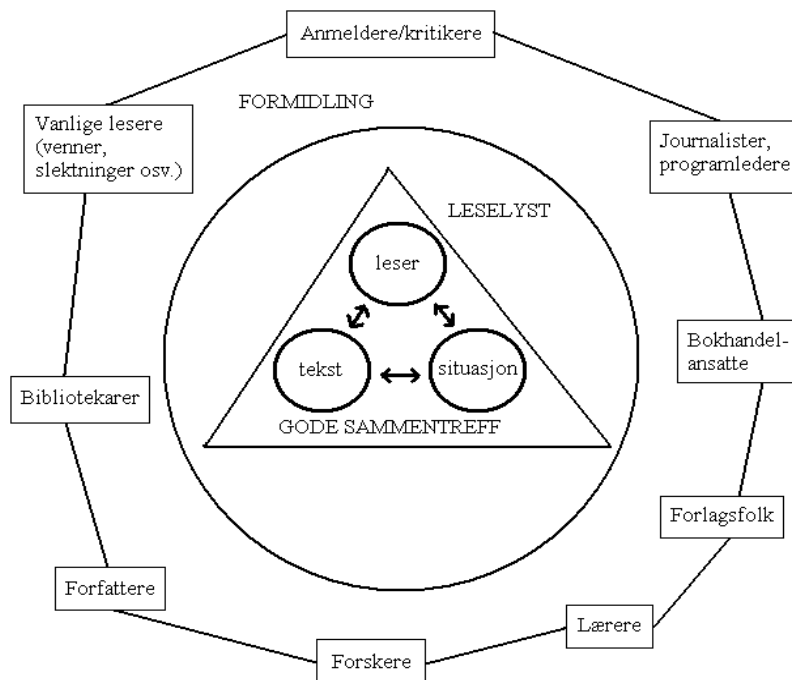 Anmeldere/kritikere
FORMIDLING
Vanlige lesere
(venner,
slektninger osv.)
Journalister,
programledere
LESELYST
leser
tekst
situasjon
Bokhandel-
ansatte
Bibliotekarer
GODE SAMMENTREFF
Forlagsfolk
Forfattere
Lærere
Forskere